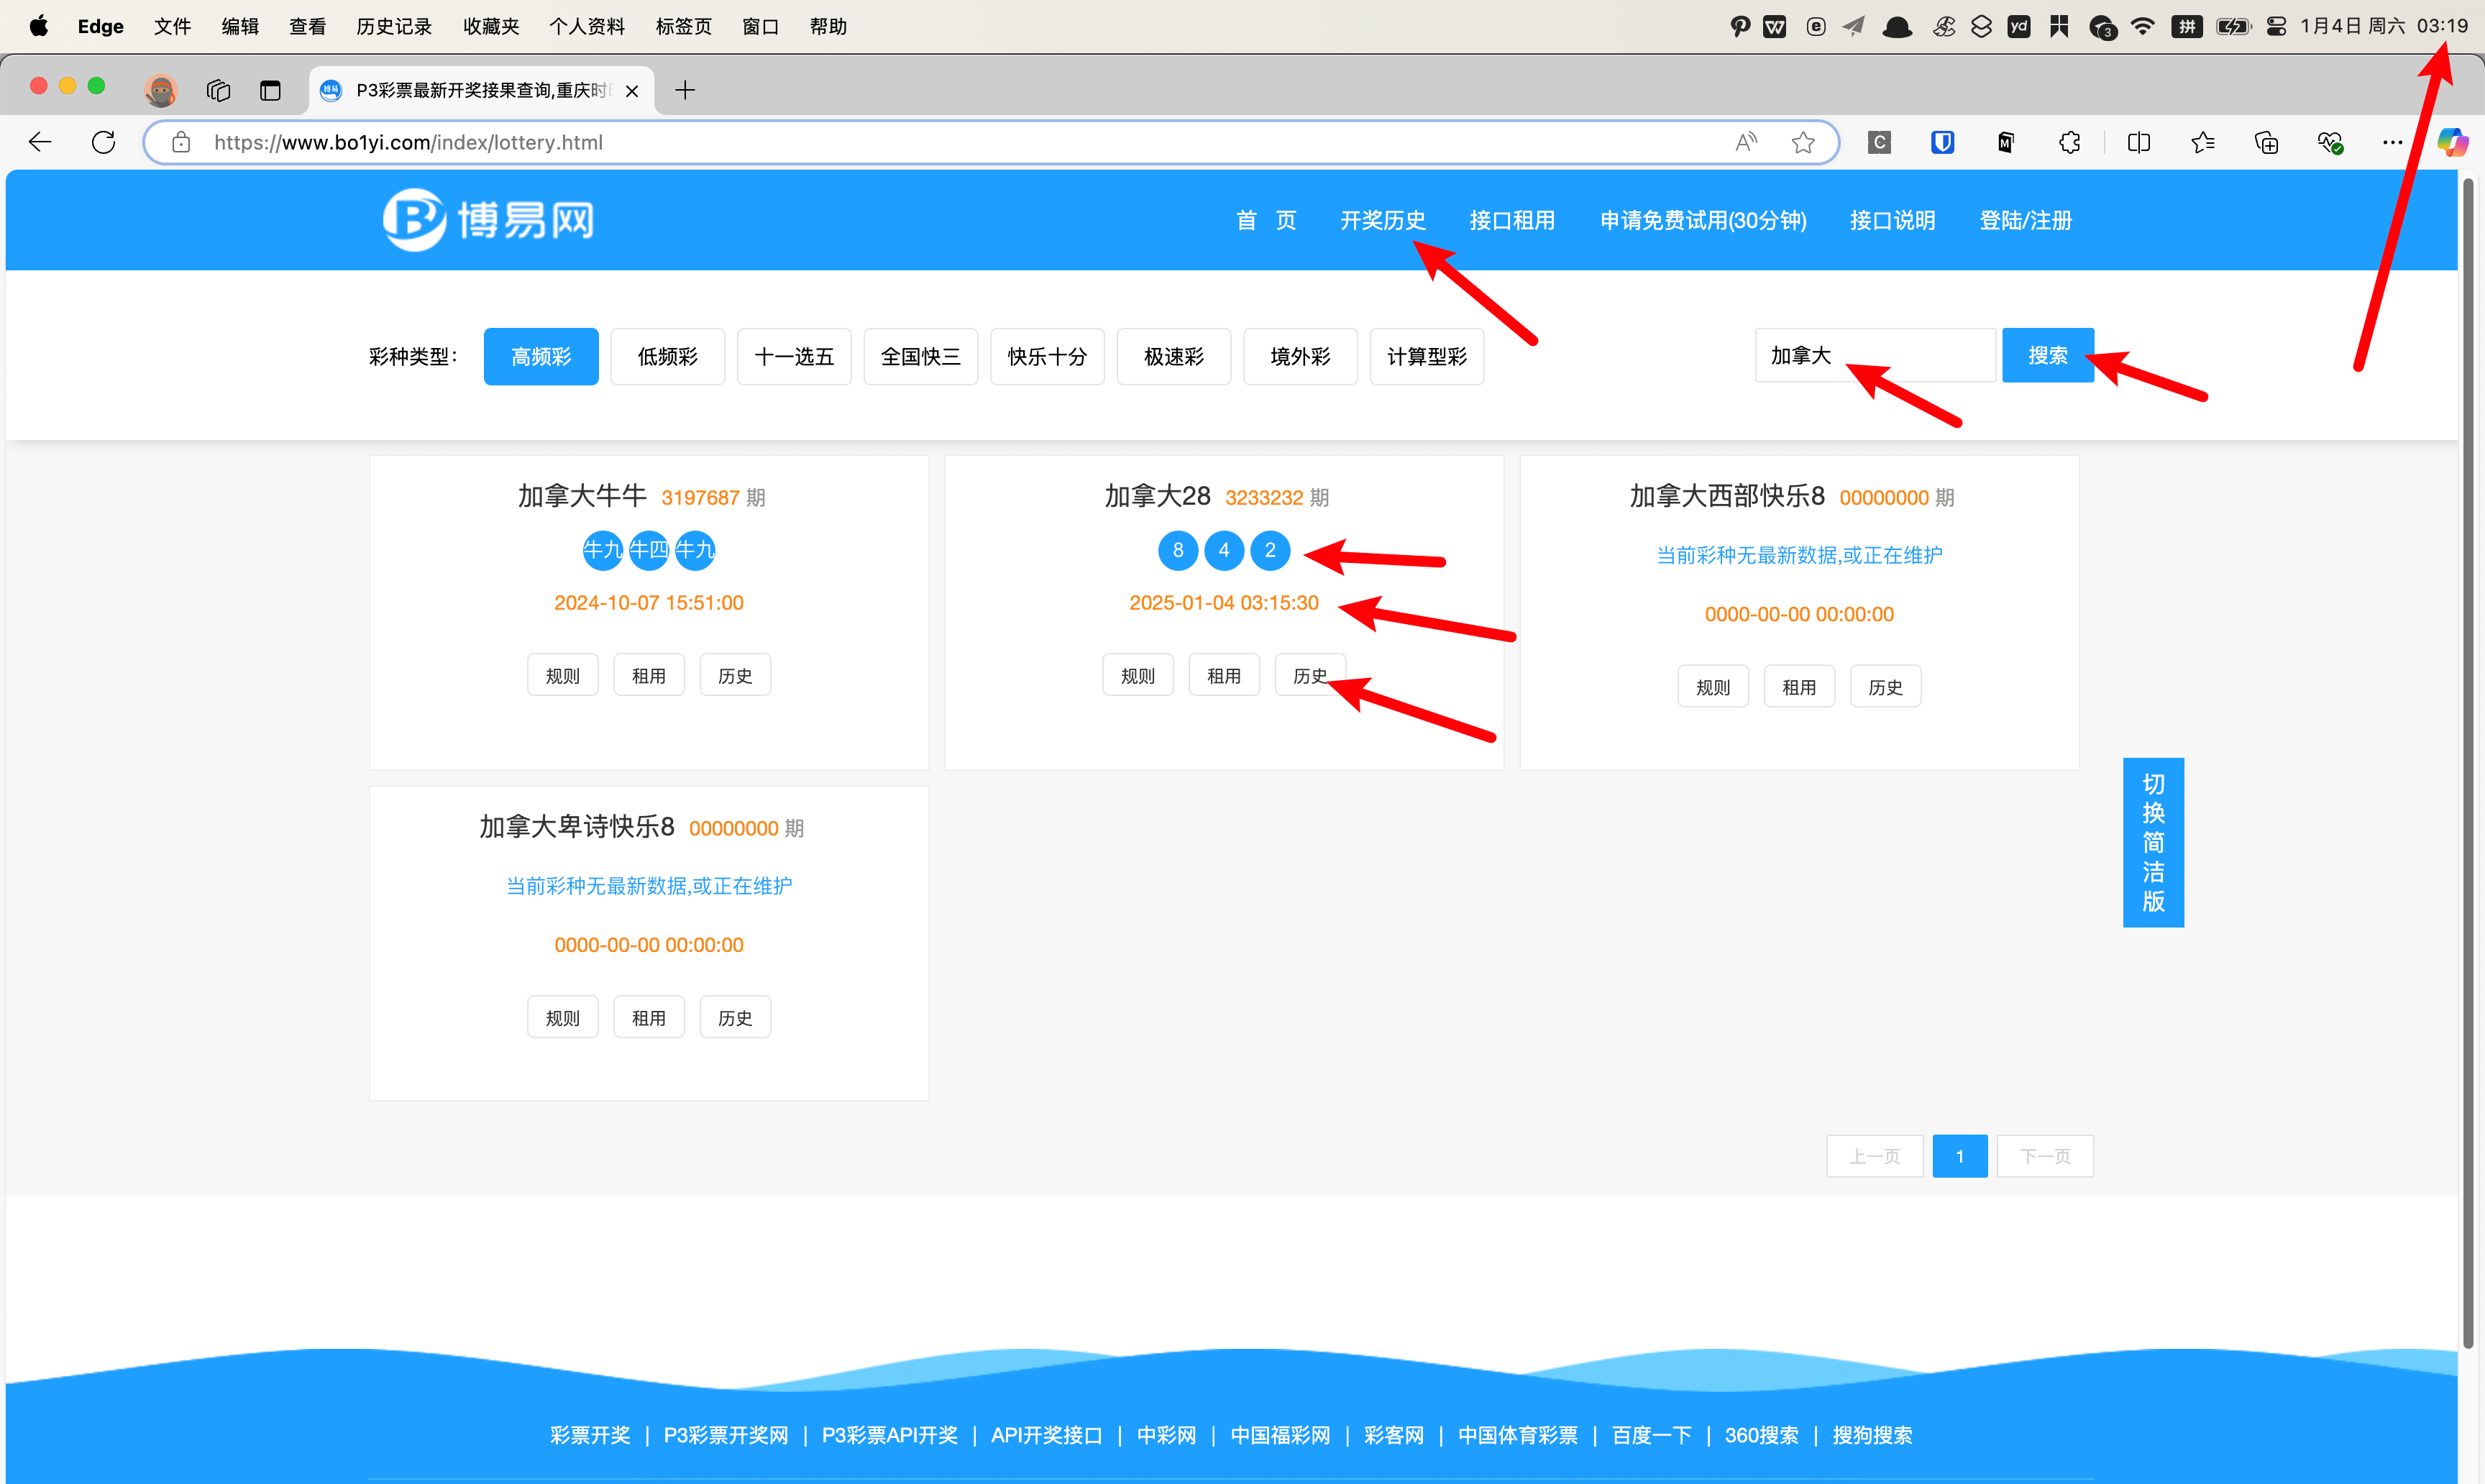 Edge 文件 编辑 查看 历史记录 收藏夹 个人资料 标签页 窗口 帮助 yd 3 拼 1月4日 周六 03:19
博易 P3彩票最新开奖接果查询,重庆时
https://www.bo1yi.com/index/lottery.html
B 博易网 首 页 开奖历史 接口租用 申请免费试用(30分钟) 接口说明 登陆/注册
彩种类型： 高频彩 低频彩 十一选五 全国快三 快乐十分 极速彩 境外彩 计算型彩 加拿大 搜索
加拿大牛牛 3197687 期
牛九 牛四 牛九
2024-10-07 15:51:00
规则 租用 历史
加拿大28 3233232 期
8 4 2
2025-01-04 03:15:30
规则 租用 历史
加拿大西部快乐8 00000000 期
当前彩种无最新数据,或正在维护
0000-00-00 00:00:00
规则 租用 历史
加拿大卑诗快乐8 00000000 期
当前彩种无最新数据,或正在维护
0000-00-00 00:00:00
规则 租用 历史
切
换
简
洁
版
上一页 1 下一页
彩票开奖 | P3彩票开奖网 | P3彩票API开奖 | API开奖接口 | 中彩网 | 中国福彩网 | 彩客网 | 中国体育彩票 | 百度一下 | 360搜索 | 搜狗搜索